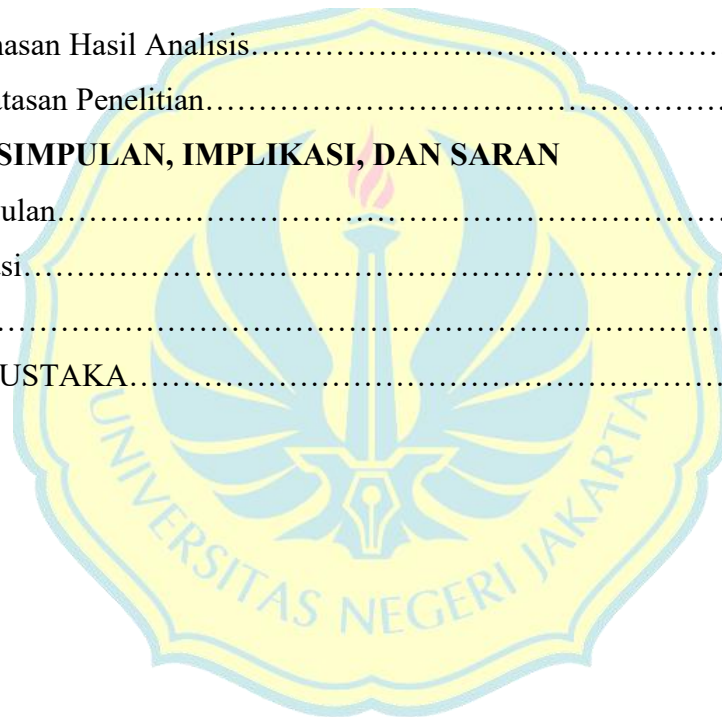 hasan Hasil Analisis……………………………………………
tasan Penelitian……………………………………………………
SIMPULAN, IMPLIKASI, DAN SARAN
ulan…………………………………………………………………
si……………………………………………………………………
………………………………………………………………………
USTAKA……………………………………………………………
UNIVERSITAS NEGERI JAKARTA